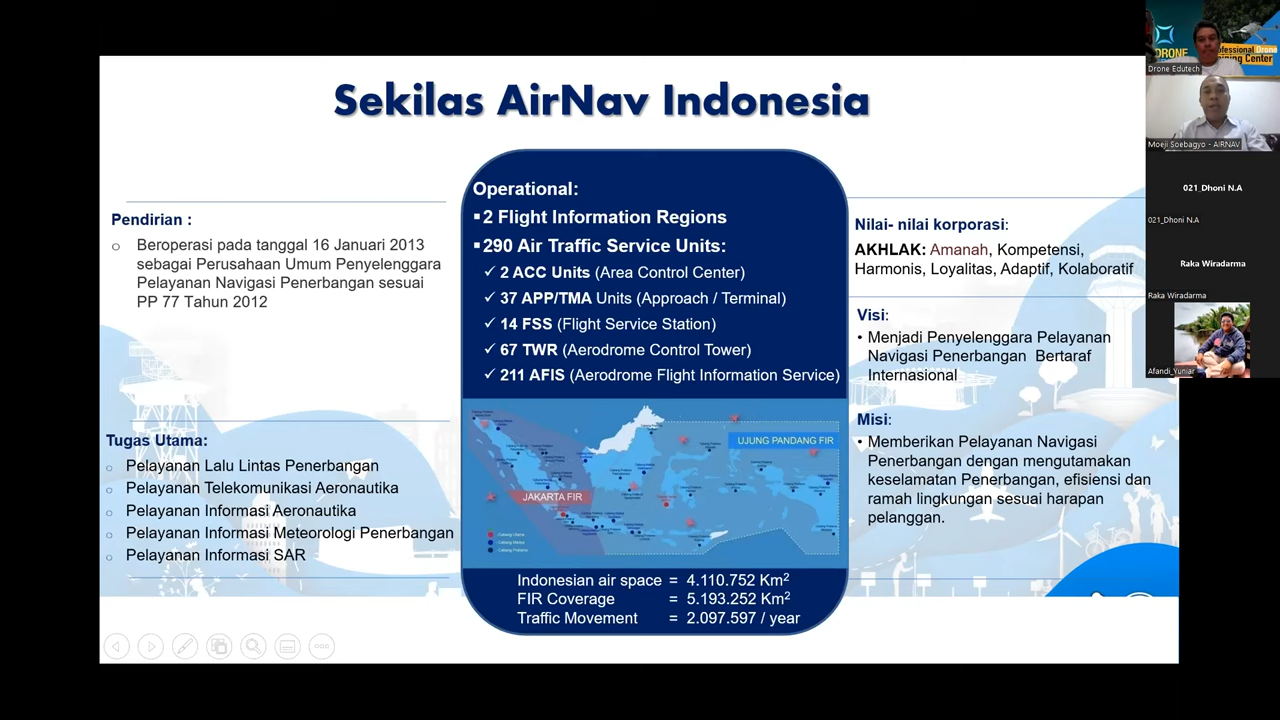 Sekilas AirNav Indonesia
Pendirian :
Beroperasi pada tanggal 16 Januari 2013
sebagai Perusahaan Umum Penyelenggara
Pelayanan Navigasi Penerbangan sesuai
PP 77 Tahun 2012
Tugas Utama:
Pelayanan Lalu Lintas Penerbangan
Pelayanan Telekomunikasi Aeronautika
Pelayanan Informasi Aeronautika
Pelayanan Informasi Meteorologi Penerbangan
Pelayanan Informasi SAR
Operational:
▪2 Flight Information Regions
▪290 Air Traffic Service Units:
✓ 2 ACC Units (Area Control Center)
✓ 37 APP/TMA Units (Approach / Terminal)
✓ 14 FSS (Flight Service Station)
✓ 67 TWR (Aerodrome Control Tower)
✓ 211 AFIS (Aerodrome Flight Information Service)
UJUNG PANDANG FIR
JAKARTA FIR
Indonesian air space = 4.110.752 Km²
FIR Coverage = 5.193.252 Km²
Traffic Movement = 2.097.597 / year
Nilai- nilai korporasi:
AKHLAK: Amanah, Kompetensi,
Harmonis, Loyalitas, Adaptif, Kolaboratif
Visi:
• Menjadi Penyelenggara Pelayanan
Navigasi Penerbangan Bertaraf
Internasional
Misi:
• Memberikan Pelayanan Navigasi
Penerbangan dengan mengutamakan
keselamatan Penerbangan, efisiensi dan
ramah lingkungan sesuai harapan
pelanggan.
DRONE
Drone Edutech
Moeji Soebagyo - AIRNAV
021_Dhoni N.A
021_Dhoni N.A
Raka Wiradarma
Raka Wiradarma
Afandi_Yuniar